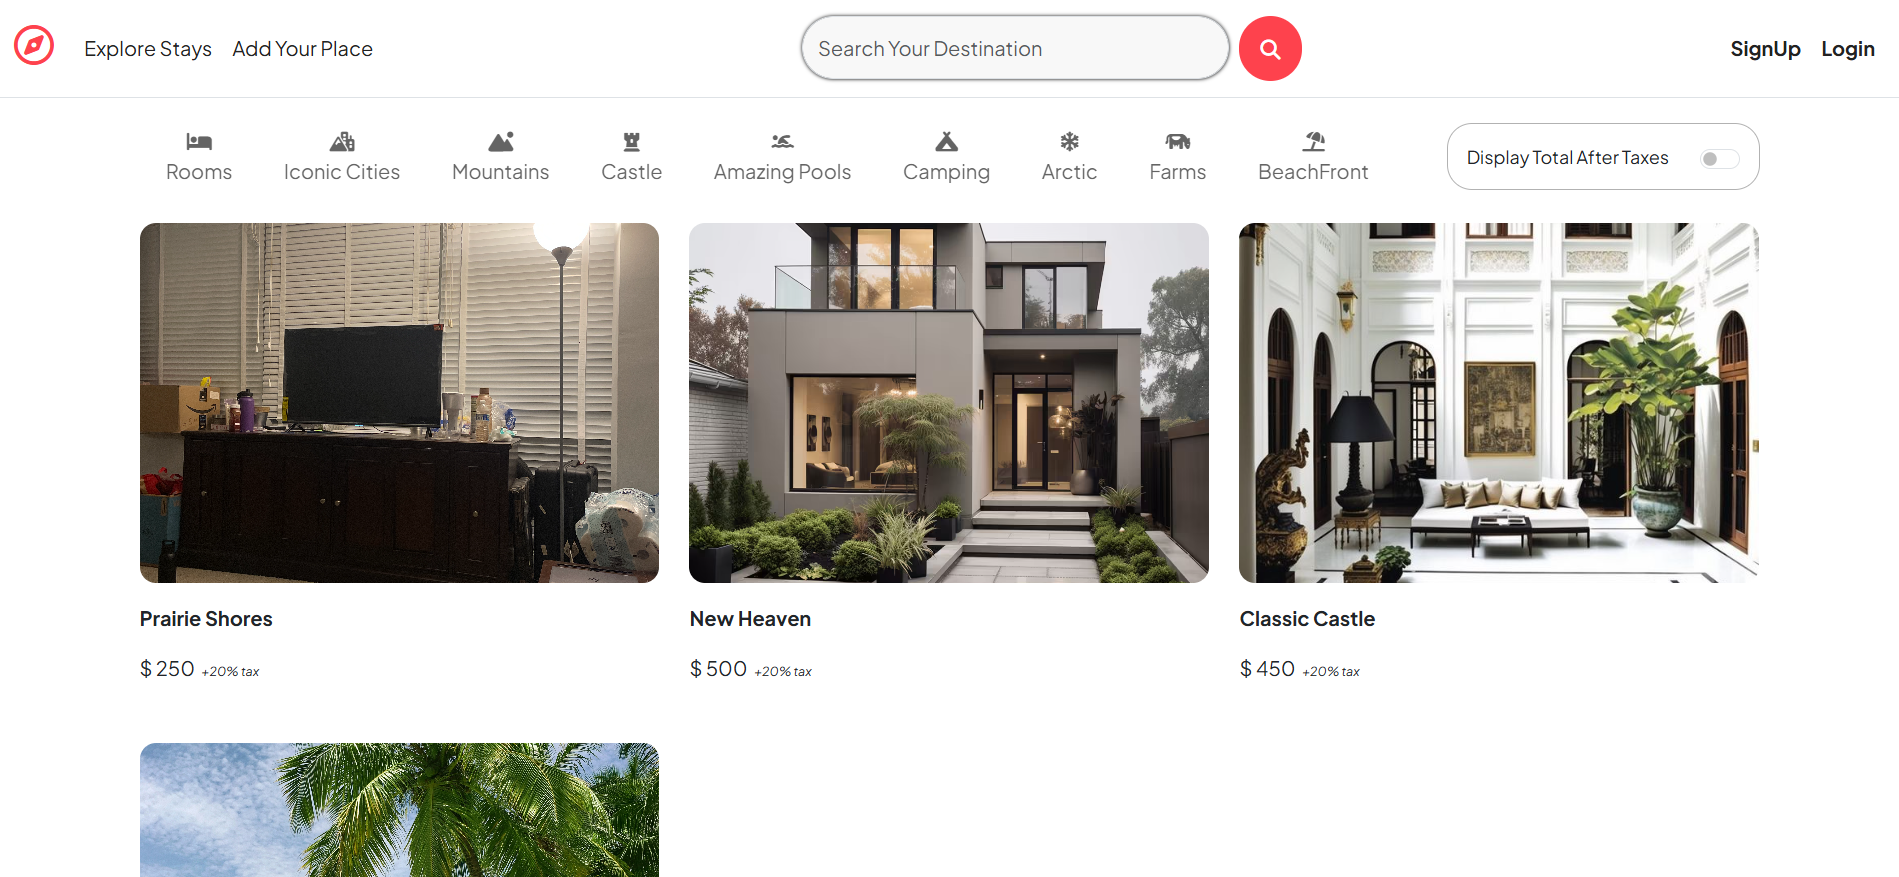 Explore Stays Add Your Place Search Your Destination SignUp Login
Rooms Iconic Cities Mountains Castle Amazing Pools Camping Arctic Farms BeachFront Display Total After Taxes
Prairie Shores New Heaven Classic Castle
$ 250 +20% tax $ 500 +20% tax $ 450 +20% tax